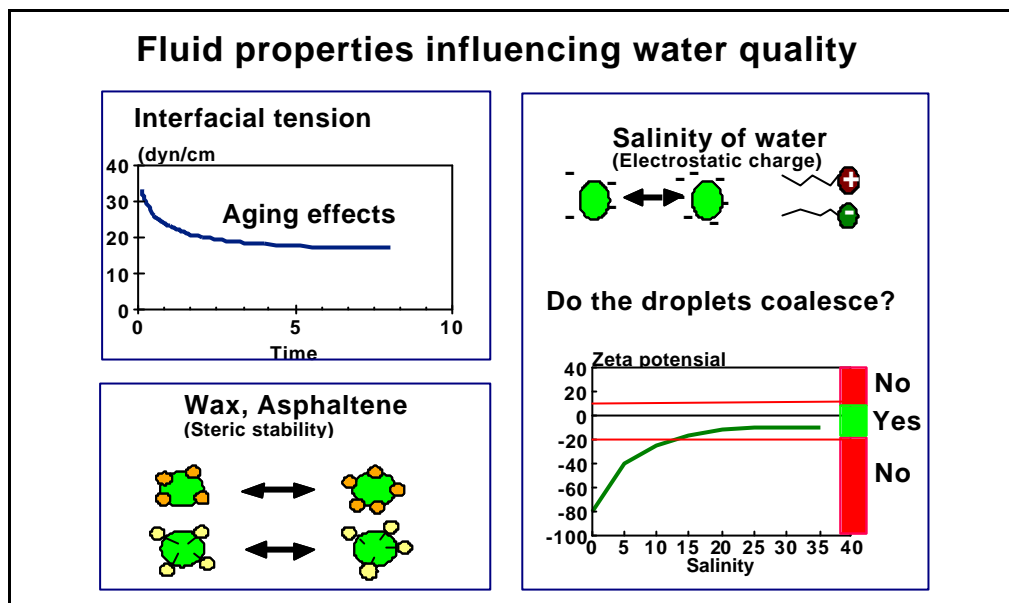 Fluid properties influencing water quality
Interfacial tension
(dyn/cm
40
30
20
10
0
Aging effects
0 5 10
Time
Wax, Asphaltene
(Steric stability)
Salinity of water
(Electrostatic charge)
- - - - - - - - - -
+
-
Do the droplets coalesce?
Zeta potensial
40
20
0
-20
-40
-60
-80
-100
0 5 10 15 20 25 30 35 40
Salinity
No
Yes
No